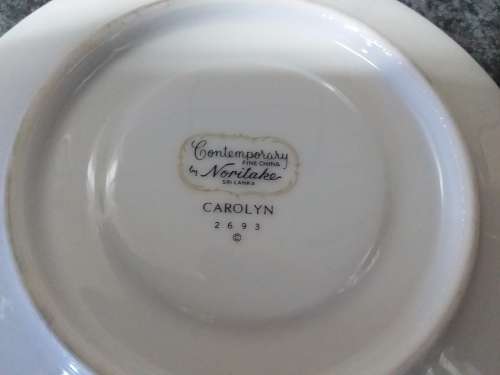 Contemporary
FINE CHINA
by Noritake
SRI LANKA
CAROLYN
2693
©